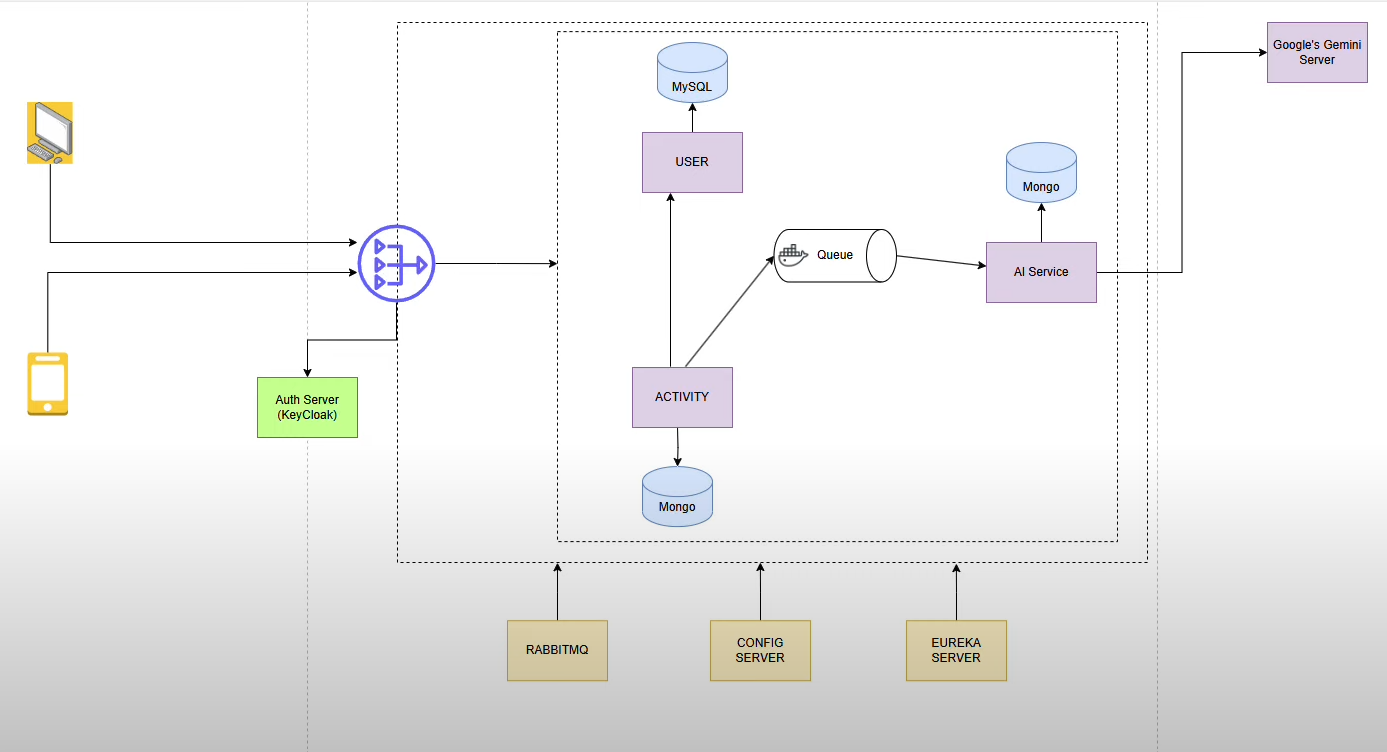 Google's Gemini
Server
MySQL
USER
Mongo
Queue
AI Service
Auth Server
(KeyCloak)
ACTIVITY
Mongo
RABBITMQ
CONFIG
SERVER
EUREKA
SERVER